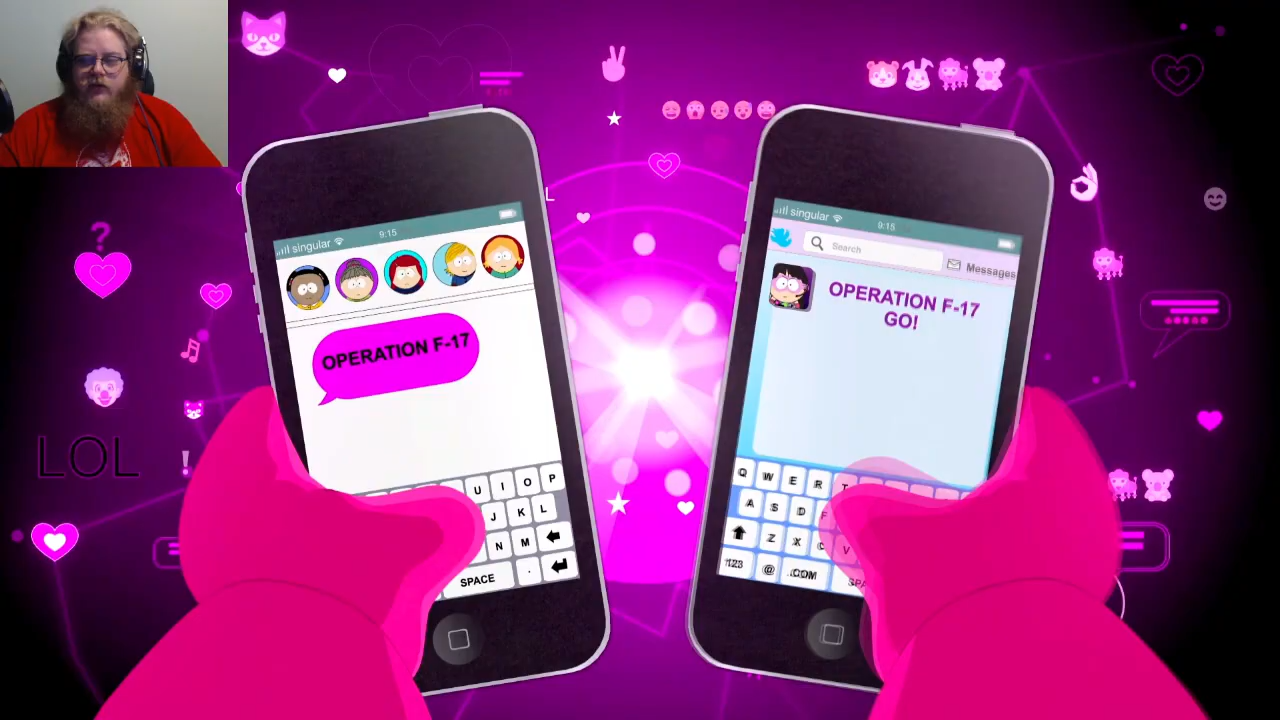 singular 9:15
OPERATION F-17
U I O P
J K L
N M
SPACE .
singular 9:15
Search Messages
OPERATION F-17
GO!
Q W E R T
A S D F
Z X C V
123 @ .COM
?
LOL
!
L